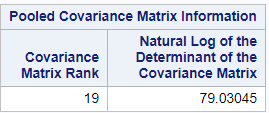 Pooled Covariance Matrix Information
Covariance
Matrix Rank
Natural Log of the
Determinant of the
Covariance Matrix
19
79.03045